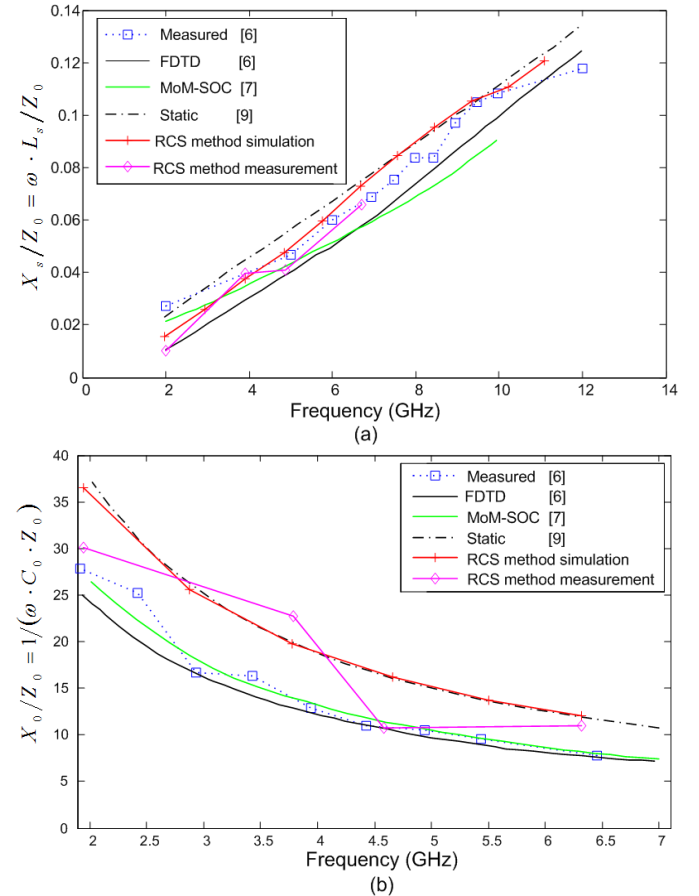 0.14
0.12
0.1
0.08
0.06
0.04
0.02
0
X_s/Z_0 = ω · L_s/Z_0
Measured [6]
FDTD [6]
MoM-SOC [7]
Static [9]
RCS method simulation
RCS method measurement
0 2 4 6 8 10 12 14
Frequency (GHz)
(a)
40
35
30
25
20
15
10
5
0
X_0/Z_0 = 1/(ω · C_0 · Z_0)
Measured [6]
FDTD [6]
MoM-SOC [7]
Static [9]
RCS method simulation
RCS method measurement
2 2.5 3 3.5 4 4.5 5 5.5 6 6.5 7
Frequency (GHz)
(b)